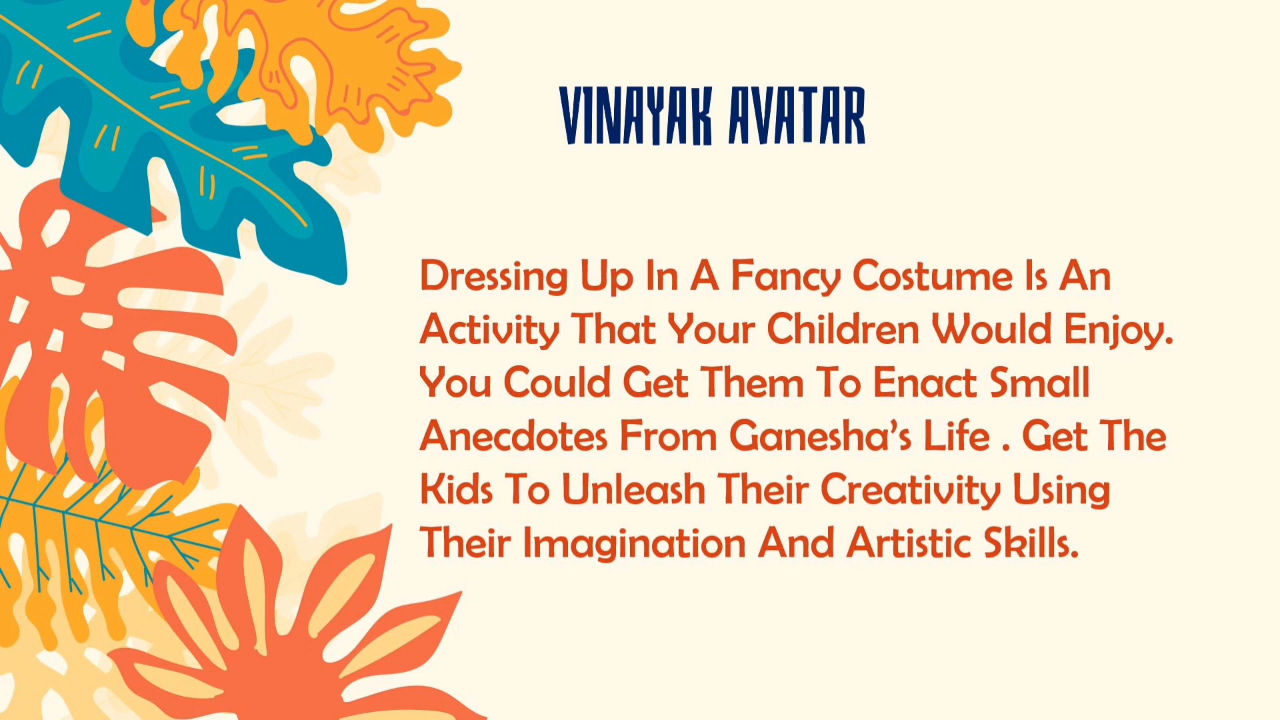 VINAYAK AVATAR
Dressing Up In A Fancy Costume Is An
Activity That Your Children Would Enjoy.
You Could Get Them To Enact Small
Anecdotes From Ganesha’s Life . Get The
Kids To Unleash Their Creativity Using
Their Imagination And Artistic Skills.